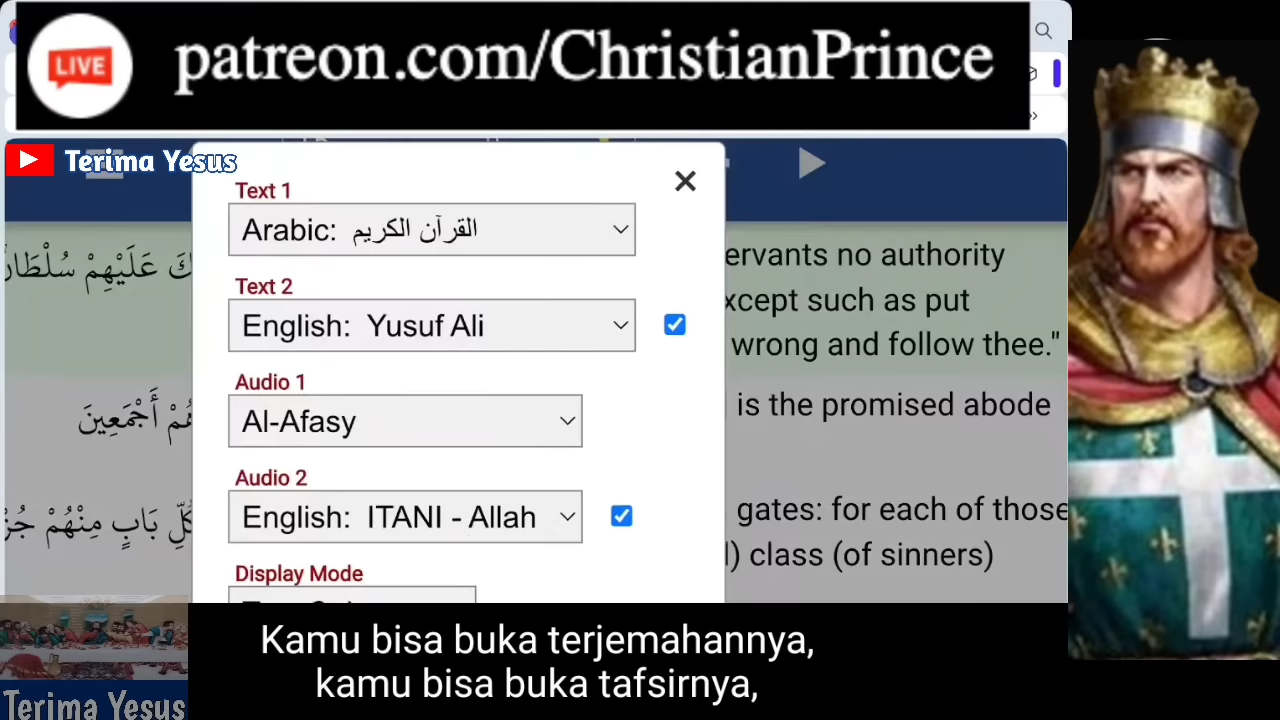 LIVE
patreon.com/ChristianPrince
Terima Yesus
Text 1
Arabic: القرآن الكريم
Text 2
English: Yusuf Ali
Audio 1
Al-Afasy
Audio 2
English: ITANI - Allah
Display Mode
عَلَيْهِمْ
ervants no authority
xcept such as put
wrong and follow thee."
أَجْمَعِينَ
is the promised abode
بَابٍ مِنْهُمْ
gates: for each of those
) class (of sinners)
Kamu bisa buka terjemahannya,
kamu bisa buka tafsirnya,
Terima Yesus